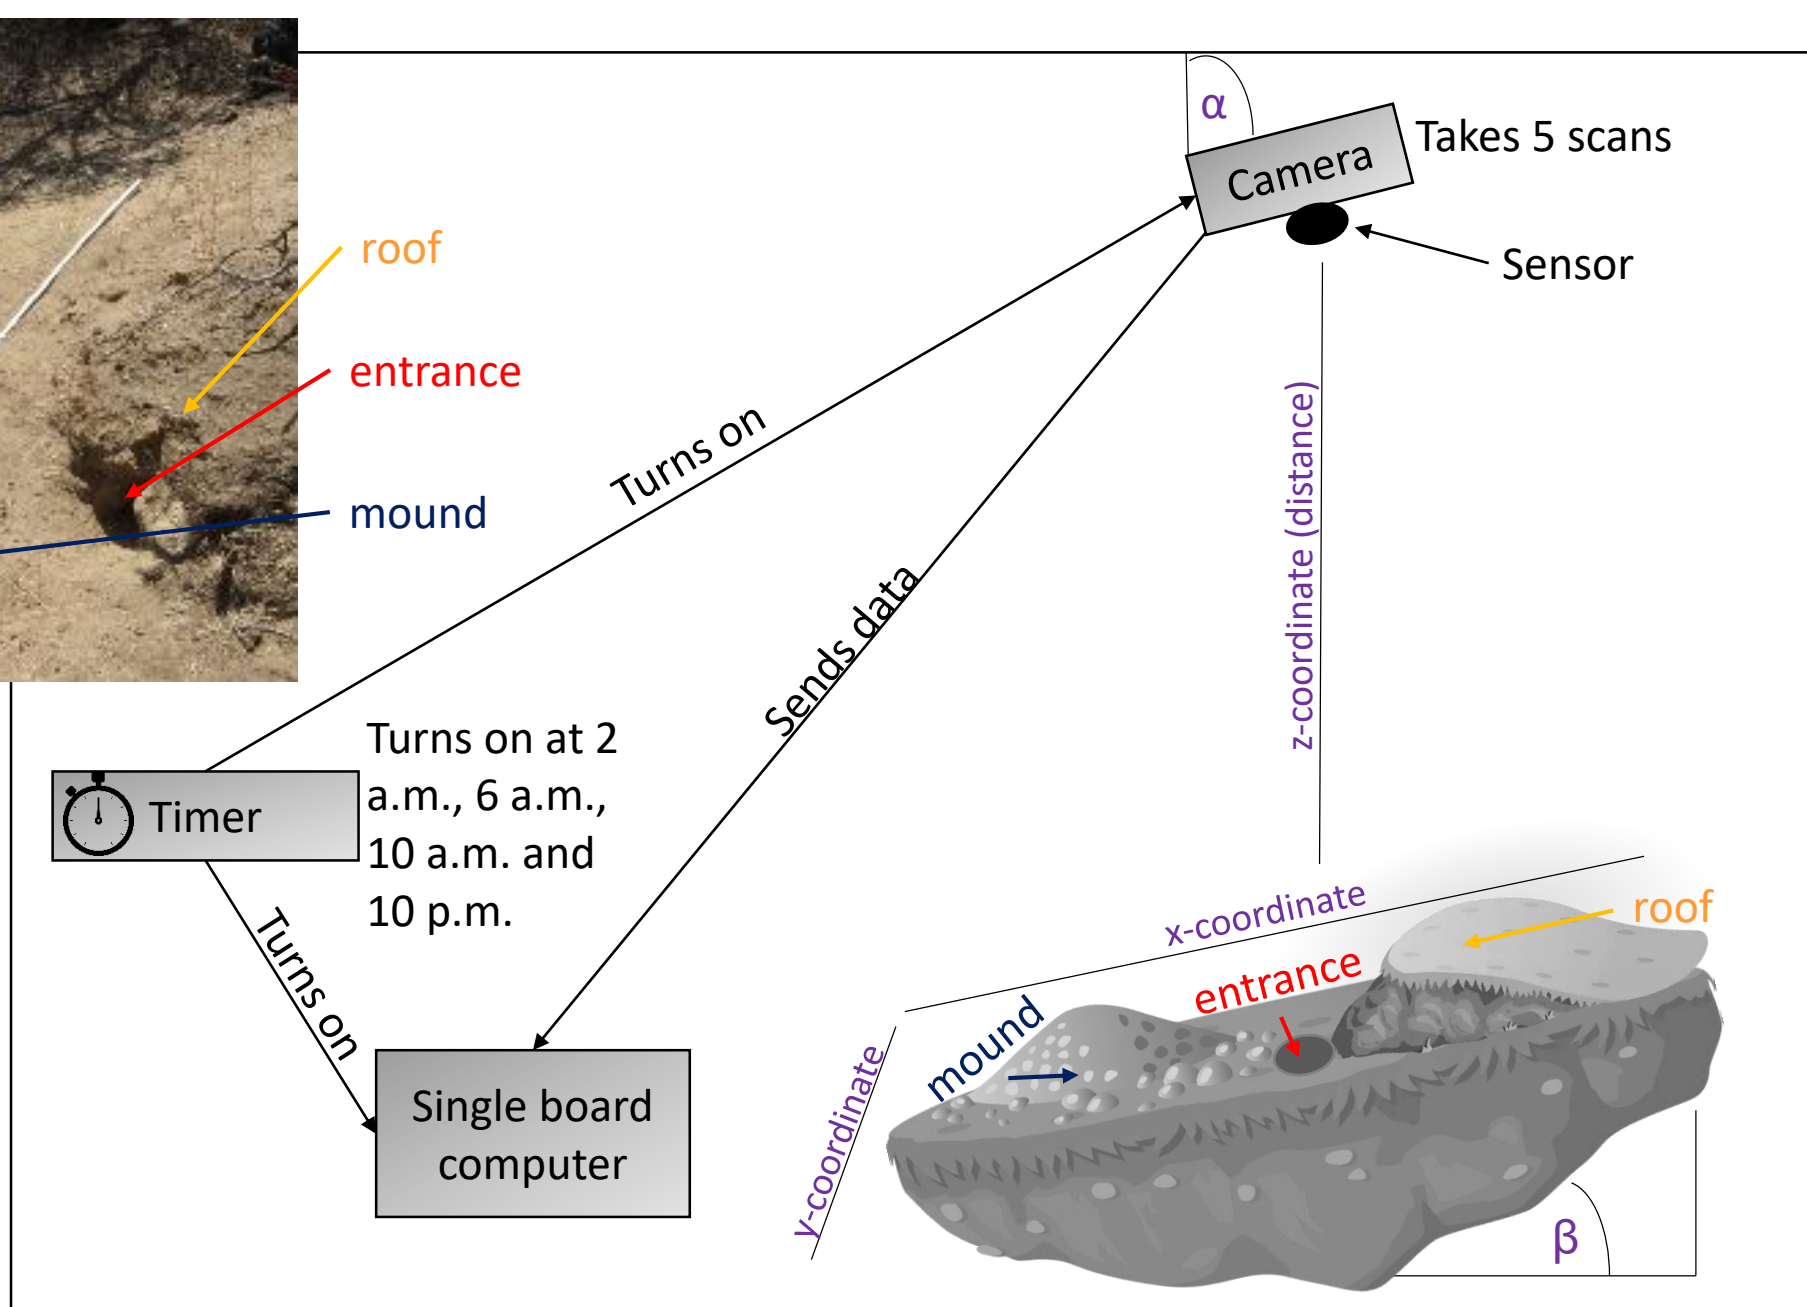 α
Camera
Takes 5 scans
Sensor
roof
entrance
mound
Turns on
Sends data
z-coordinate (distance)
Timer
Turns on at 2
a.m., 6 a.m.,
10 a.m. and
10 p.m.
Turns on
Single board
computer
x-coordinate
y-coordinate
roof
entrance
mound
β